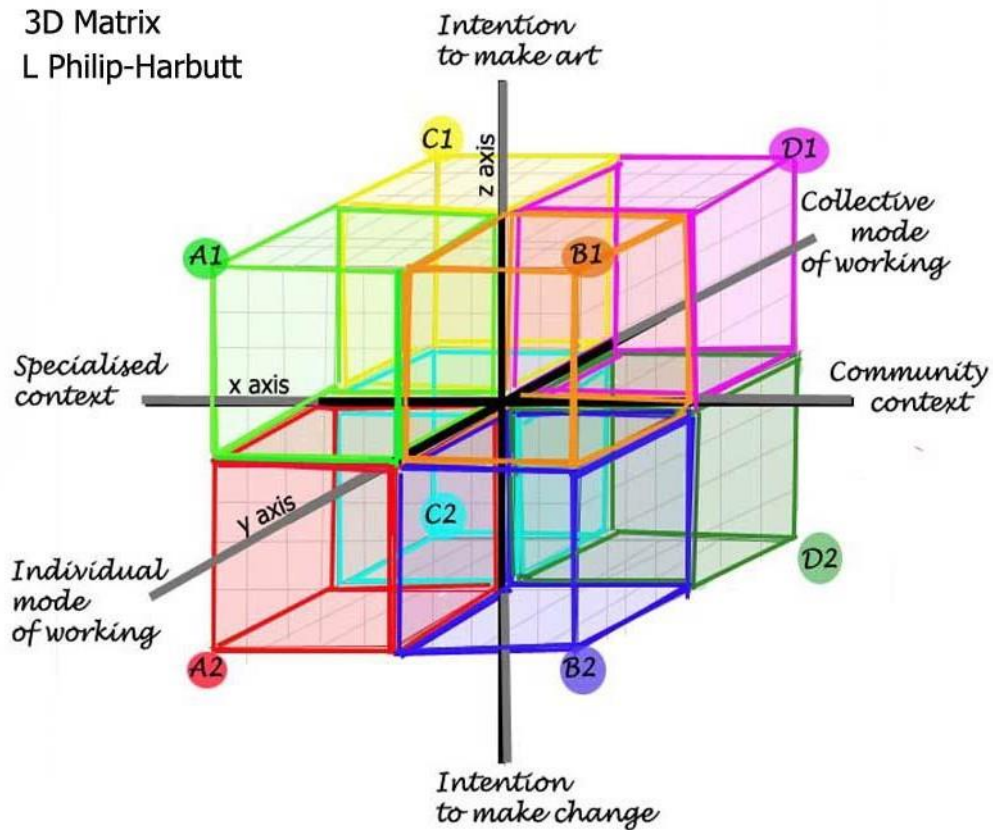 3D Matrix
L Philip-Harbutt
Intention
to make art
C1
z axis
D1
Collective
mode
of working
A1
B1
Specialised
context
x axis
Community
context
y axis
C2
Individual
mode
of working
D2
A2
B2
Intention
to make change